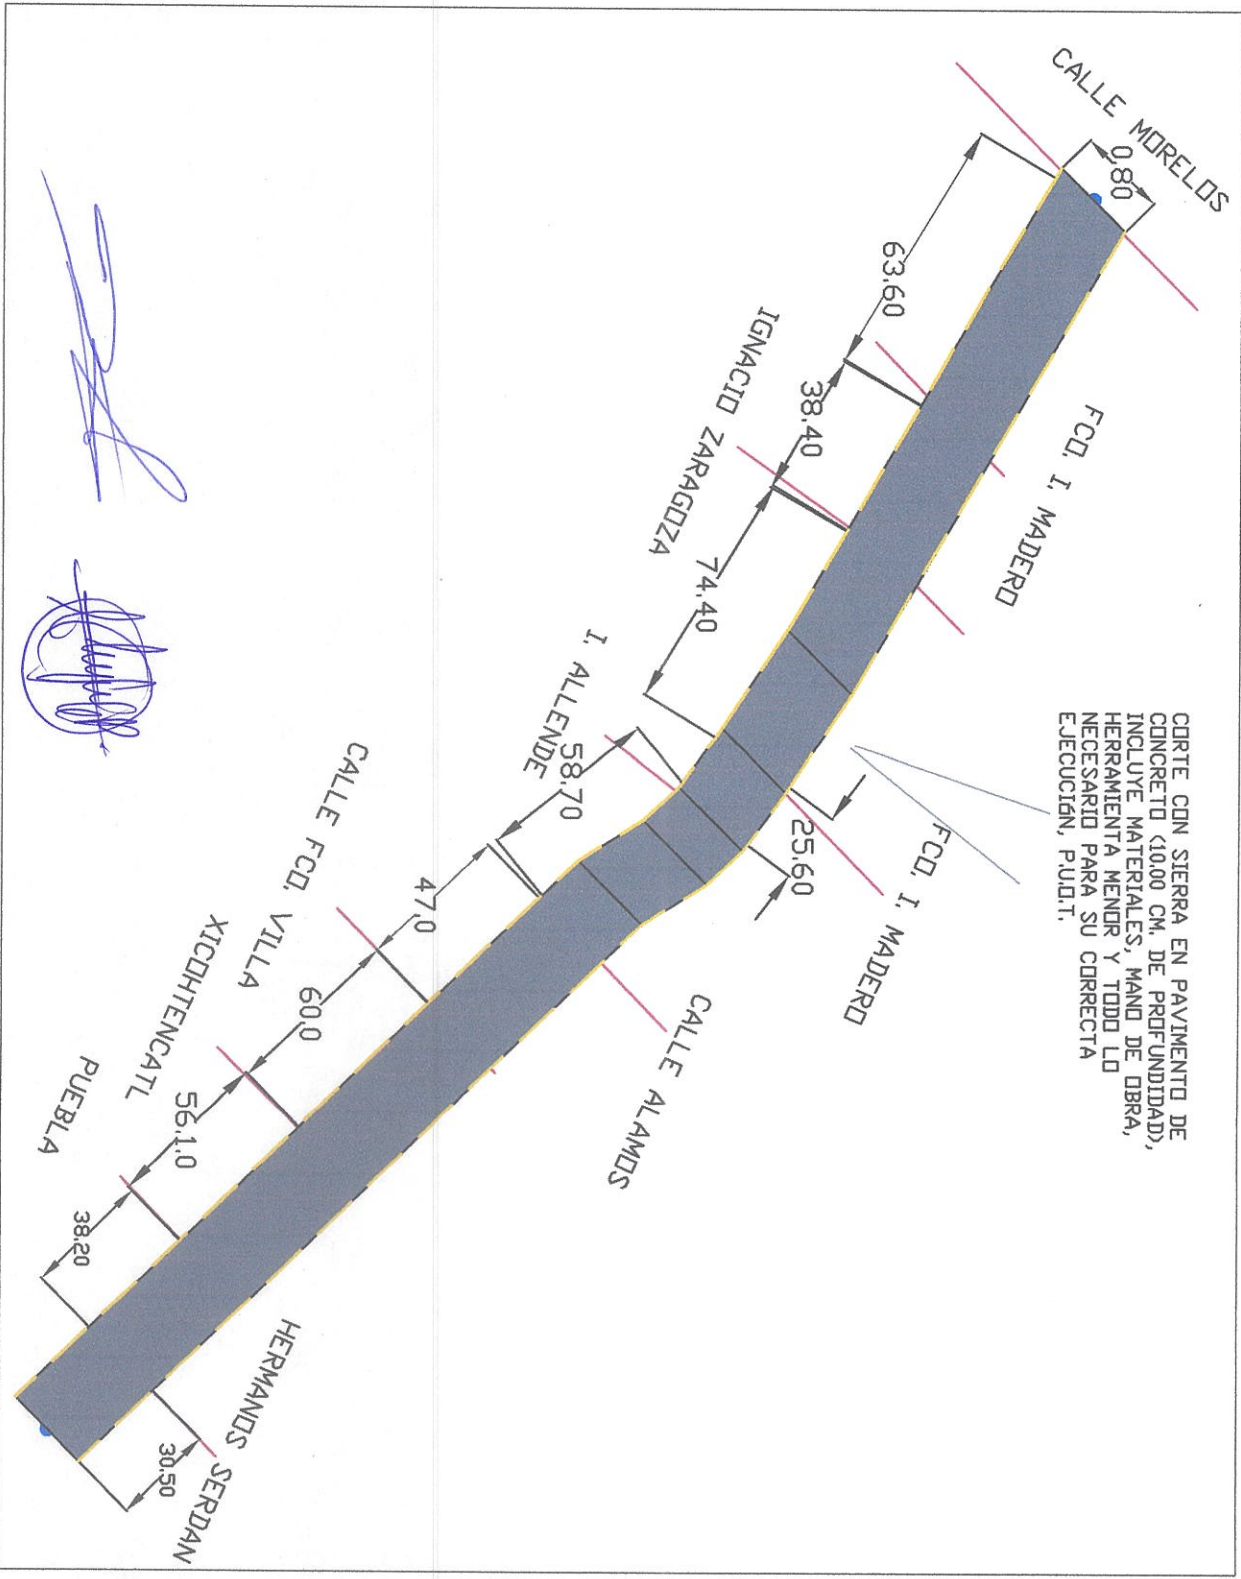 CALLE MORELOS
0.80
63.60
38.40
IGNACIO ZARAGOZA
FCO. I. MADERO
74.40
CORTE CON SIERRA EN PAVIMENTO DE
CONCRETO (10.00 CM. DE PROFUNDIDAD),
INCLUYE MATERIALES, MANO DE OBRA,
HERRAMIENTA MENOR Y TODO LO
NECESARIO PARA SU CORRECTA
EJECUCIÓN, P.U.O.T.
I. ALLENDE
58.70
25.60
FCO. I. MADERO
CALLE FCO. VILLA
47.0
CALLE ALAMOS
60.0
XICOHTENCATL
56.1.0
PUEBLA
38.20
HERMANOS SERDAN
30.50